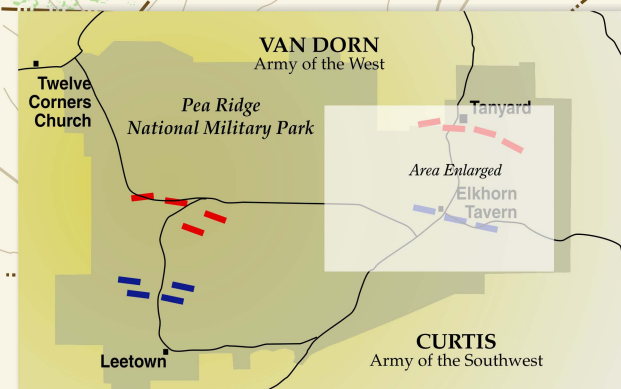 VAN DORN
Army of the West
Twelve
Corners
Church
Pea Ridge
National Military Park
Tanyard
Area Enlarged
Elkhorn
Tavern
Leetown
CURTIS
Army of the Southwest